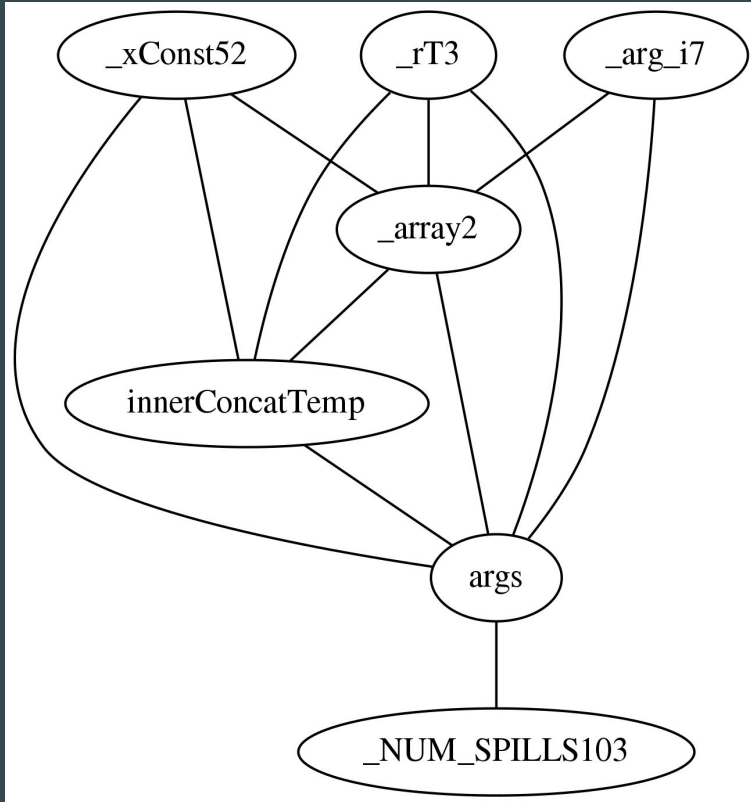 _xConst52
_rT3
_arg_i7
_array2
innerConcatTemp
args
_NUM_SPILLS103